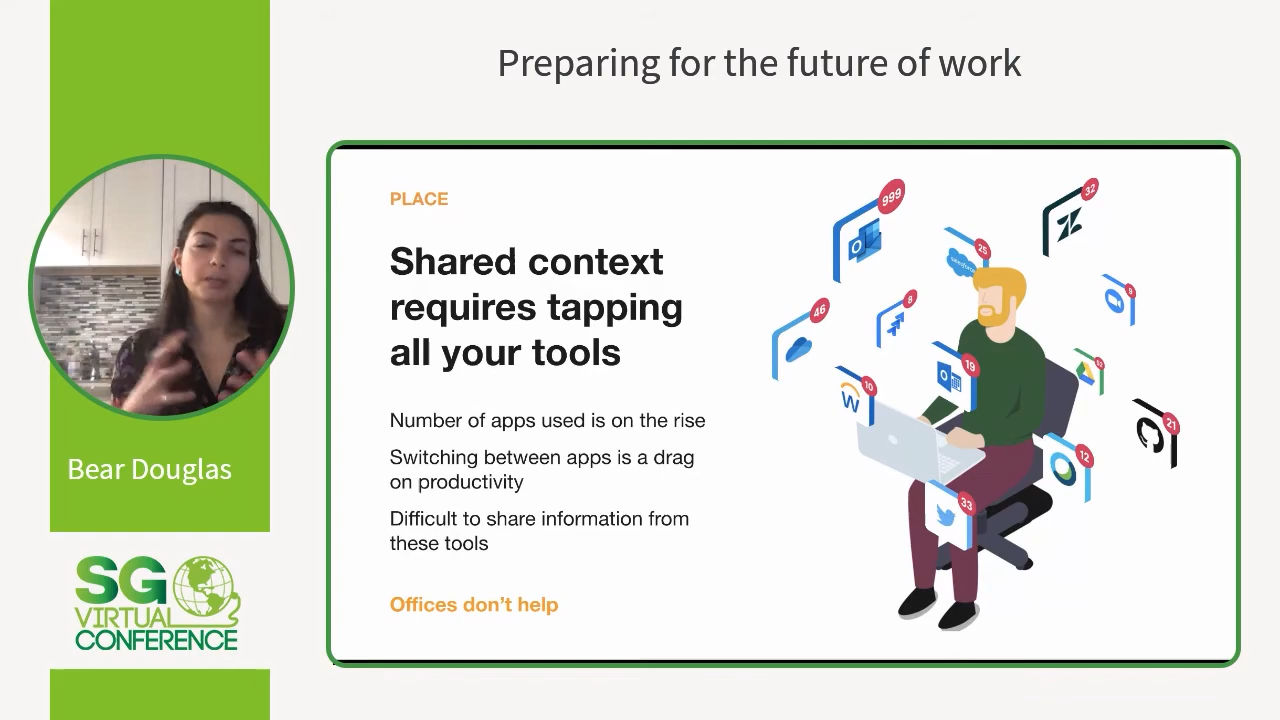 Preparing for the future of work
PLACE
Shared context
requires tapping
all your tools
Number of apps used is on the rise
Switching between apps is a drag
on productivity
Difficult to share information from
these tools
Offices don't help
999
32
25
salesforce
9
46
8
19
10
21
12
33
Bear Douglas
SG
VIRTUAL
CONFERENCE